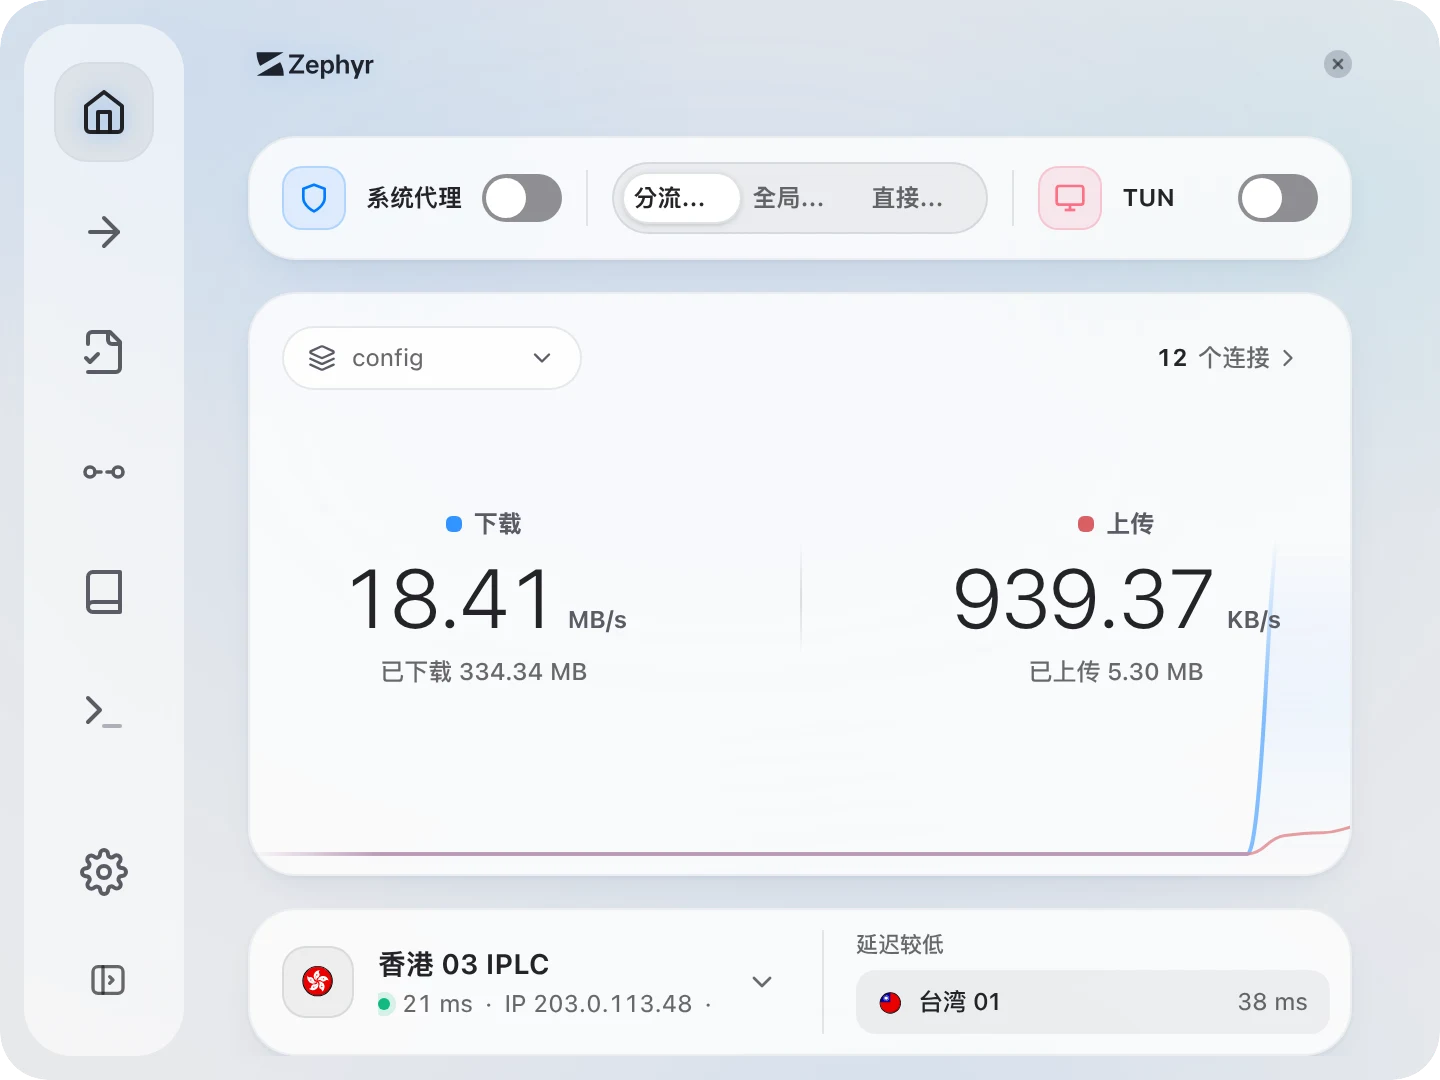 Zephyr
系统代理
分流...
全局...
直接...
TUN
config
12 个连接
下载
18.41 MB/s
已下载 334.34 MB
上传
939.37 KB/s
已上传 5.30 MB
香港 03 IPLC
21 ms · IP 203.0.113.48 ·
延迟较低
台湾 01
38 ms